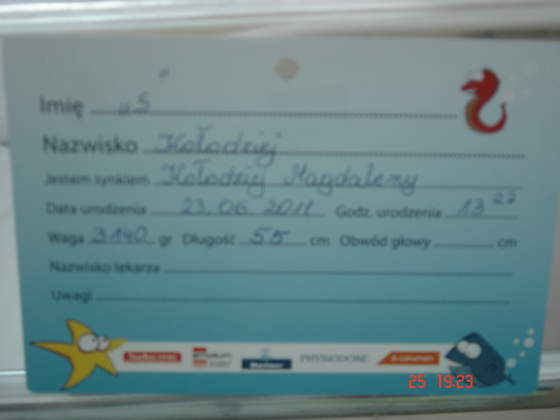 Imię "S"
Nazwisko Kołodziej
Jestem synkiem Kołodziej Magdaleny
Data urodzenia 23.06.2011 Godz. urodzenia 13 27
Waga 3140 gr Długość 55 cm Obwód głowy cm
Nazwisko lekarza
Uwagi
PHYSIODOSE
25 19:23